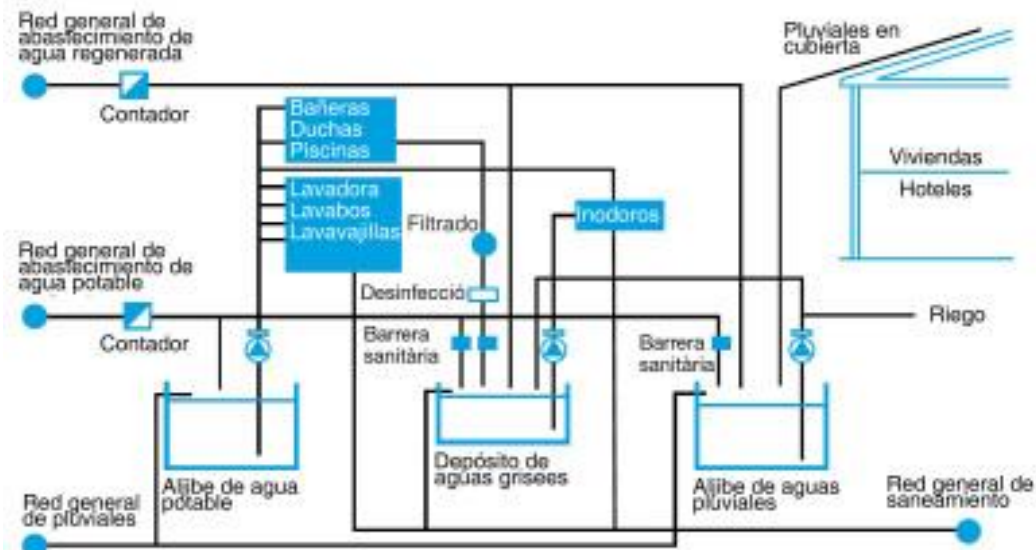 Red general de
abastecimiento de
agua regenerada
Contador
Pluviales en
cubierta
Bañeras
Duchas
Piscinas
Viviendas
Hoteles
Lavadora
Lavabos
Lavavajillas
Filtrado
Inodoros
Red general de
abastecimiento de
agua potable
Desinfecció
Contador
Barrera
sanitària
Barrera
sanitària
Riego
Aljibe de agua
potable
Depósito de
aguas grisees
Aljibe de aguas
pluviales
Red general
de pluviales
Red general de
saneamiento